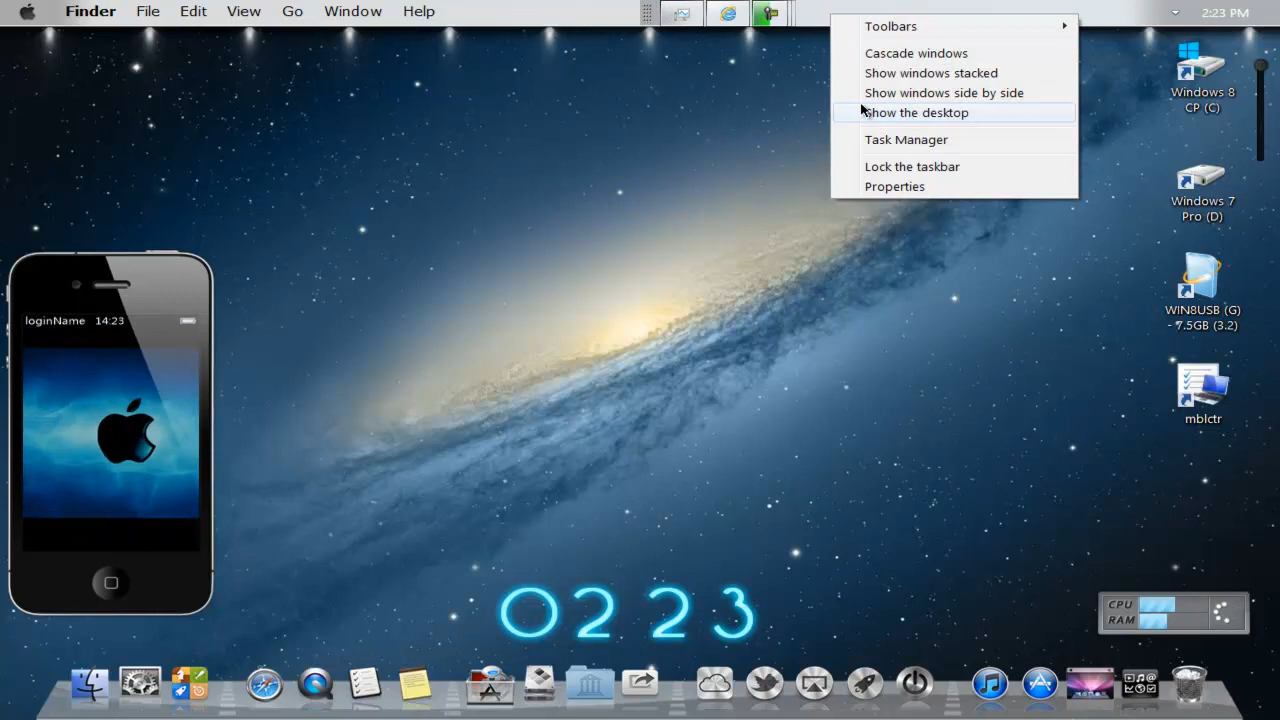 Finder File Edit View Go Window Help
2:23 PM
Toolbars
Cascade windows
Show windows stacked
Show windows side by side
Show the desktop
Task Manager
Lock the taskbar
Properties
Windows 8
CP (C)
Windows 7
Pro (D)
WIN8USB (G)
- 7.5GB (3.2)
mblctr
loginName 14:23
02 23
CPU
RAM